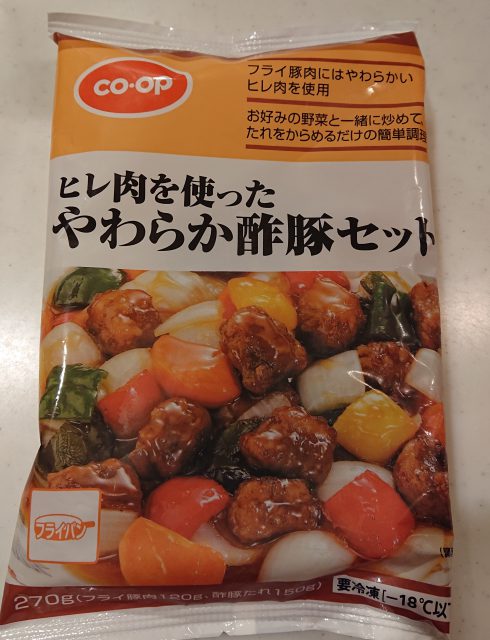 co・op
フライ豚肉にはやわらかい
ヒレ肉を使用
お好みの野菜と一緒に炒めて、
たれをからめるだけの簡単調理
ヒレ肉を使った
やわらか酢豚セット
フライパン
270g(フライ豚肉120g、酢豚たれ150g)
要冷凍[-18℃以